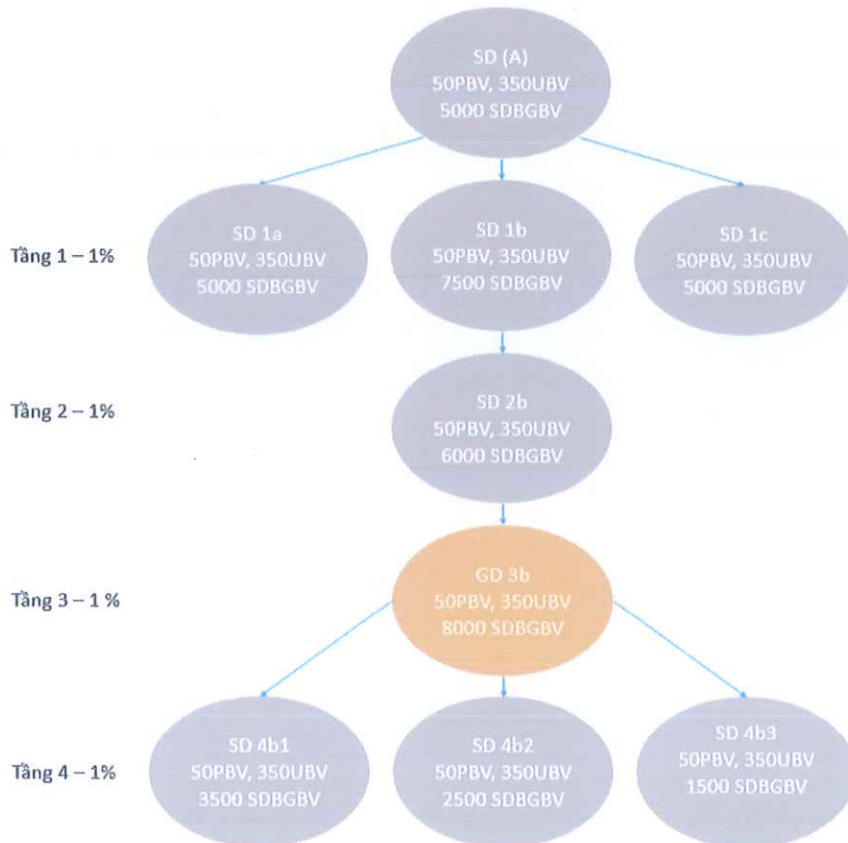 SD (A)
50PBV, 350UBV
5000 SDBGBV
Tầng 1 – 1%
SD 1a
50PBV, 350UBV
5000 SDBGBV
SD 1b
50PBV, 350UBV
7500 SDBGBV
SD 1c
50PBV, 350UBV
5000 SDBGBV
Tầng 2 – 1%
SD 2b
50PBV, 350UBV
6000 SDBGBV
Tầng 3 – 1 %
GD 3b
50PBV, 350UBV
8000 SDBGBV
Tầng 4 – 1%
SD 4b1
50PBV, 350UBV
3500 SDBGBV
SD 4b2
50PBV, 350UBV
2500 SDBGBV
SD 4b3
50PBV, 350UBV
1500 SDBGBV